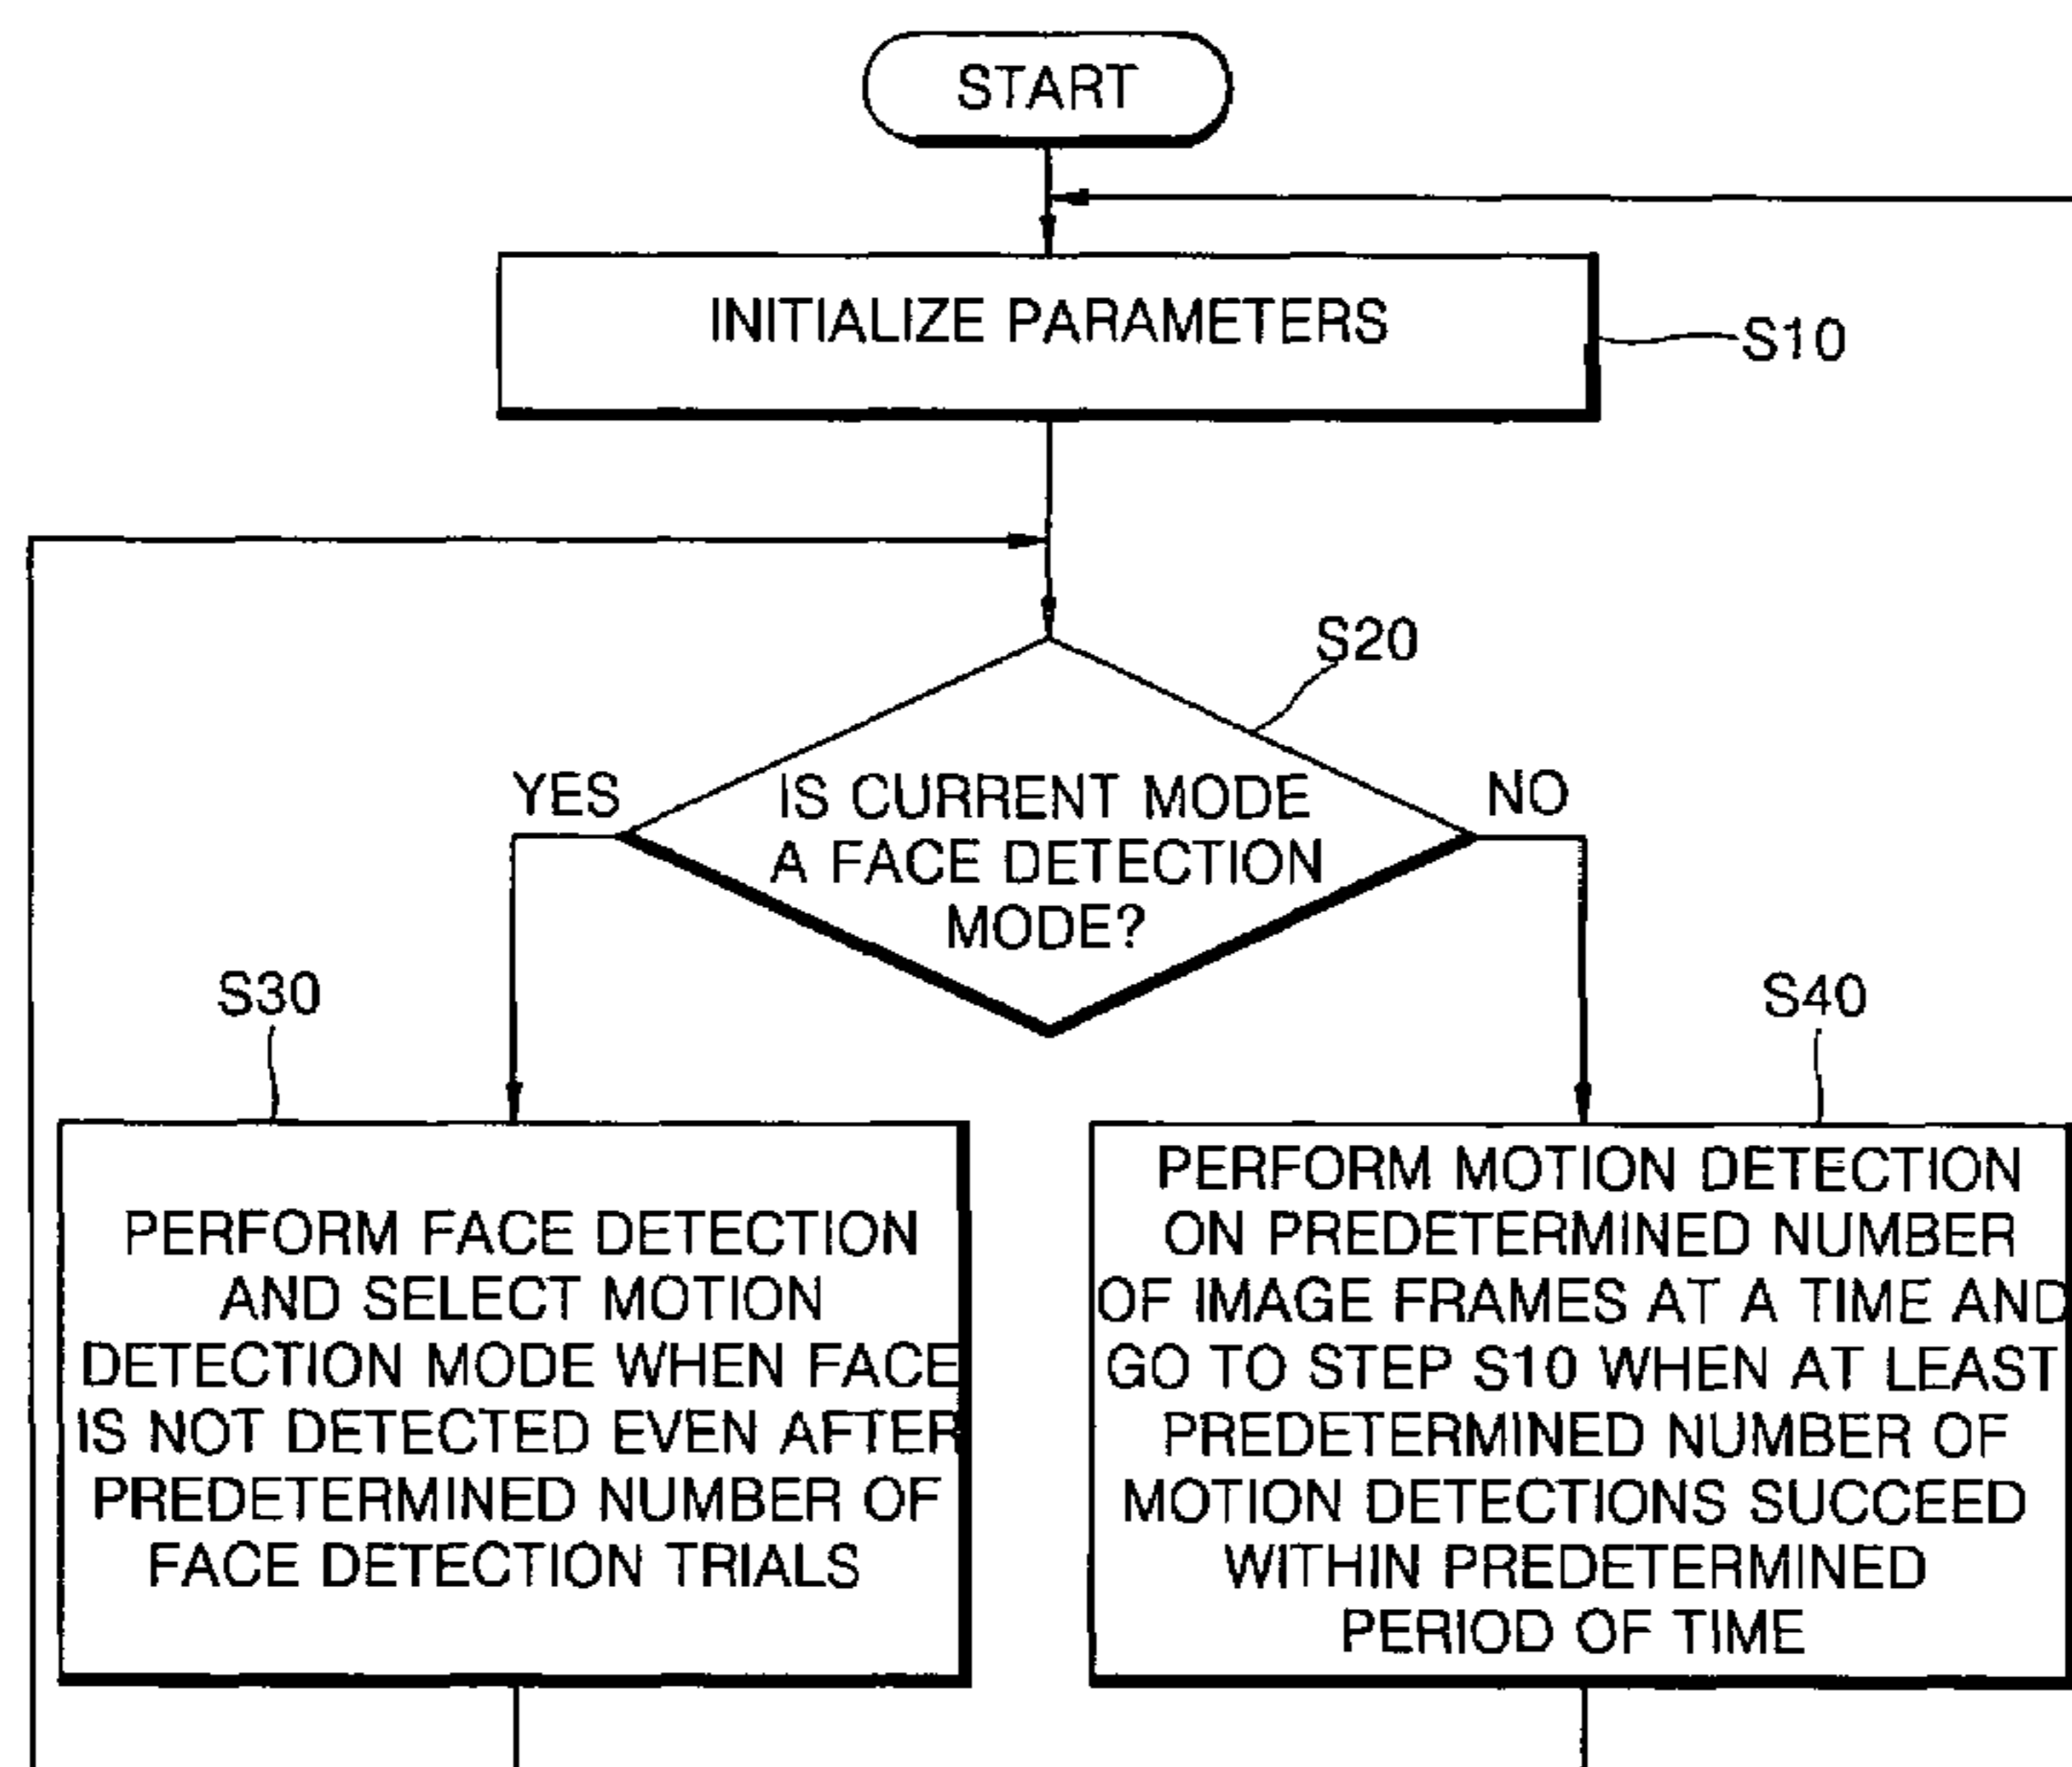 START
INITIALIZE PARAMETERS
S10
S20
YES
IS CURRENT MODE
A FACE DETECTION
MODE?
NO
S30
PERFORM FACE DETECTION
AND SELECT MOTION
DETECTION MODE WHEN FACE
IS NOT DETECTED EVEN AFTER
PREDETERMINED NUMBER OF
FACE DETECTION TRIALS
S40
PERFORM MOTION DETECTION
ON PREDETERMINED NUMBER
OF IMAGE FRAMES AT A TIME AND
GO TO STEP S10 WHEN AT LEAST
PREDETERMINED NUMBER OF
MOTION DETECTIONS SUCCEED
WITHIN PREDETERMINED
PERIOD OF TIME